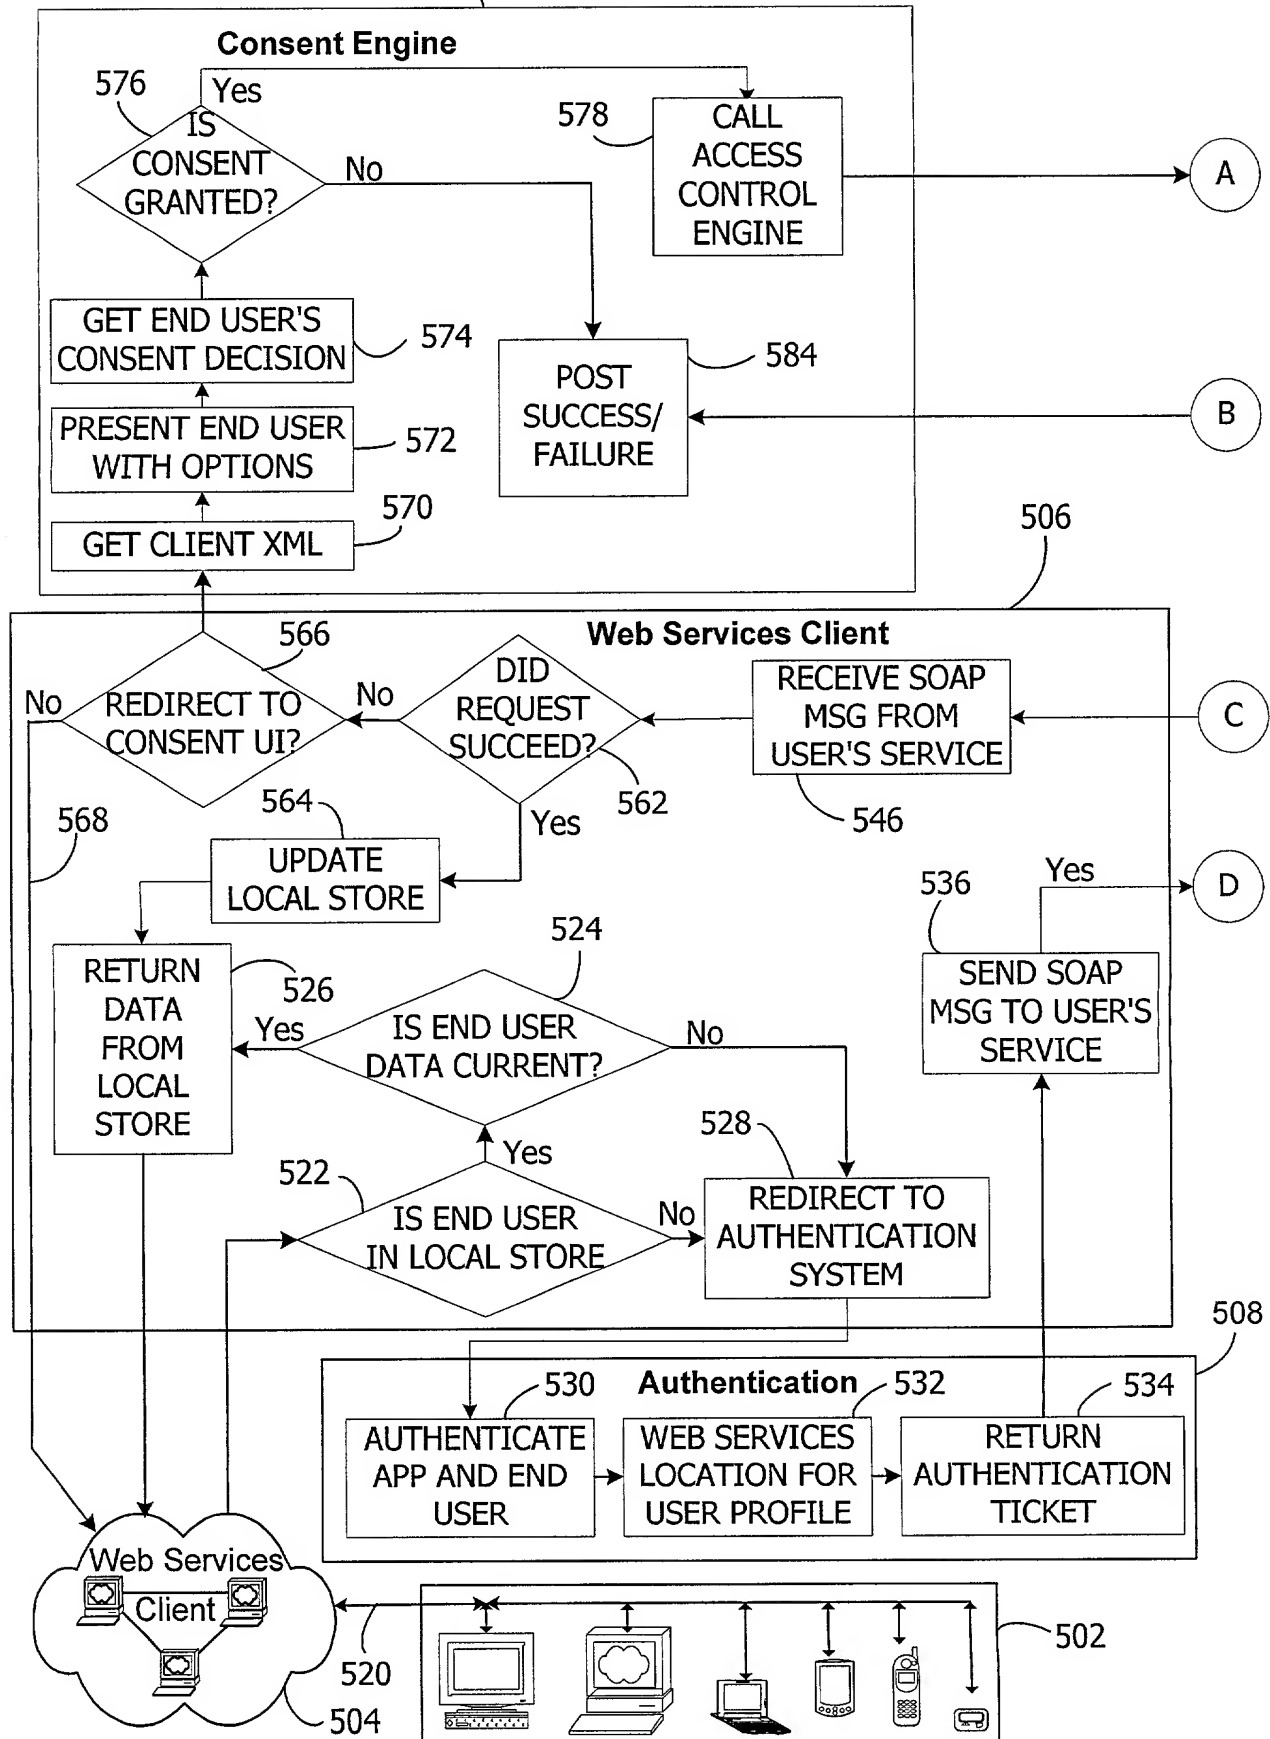 Consent Engine
576
Yes
IS
CONSENT
GRANTED?
No
578
CALL
ACCESS
CONTROL
ENGINE
A
GET END USER'S
CONSENT DECISION
574
584
POST
SUCCESS/
FAILURE
B
PRESENT END USER
WITH OPTIONS
572
570
GET CLIENT XML
506
Web Services Client
566
No
REDIRECT TO
CONSENT UI?
No
DID
REQUEST
SUCCEED?
562
Yes
RECEIVE SOAP
MSG FROM
USER'S SERVICE
546
C
568
564
UPDATE
LOCAL STORE
536
Yes
D
SEND SOAP
MSG TO USER'S
SERVICE
RETURN
DATA
FROM
LOCAL
STORE
526
524
Yes
IS END USER
DATA CURRENT?
No
528
522
Yes
IS END USER
IN LOCAL STORE
No
REDIRECT TO
AUTHENTICATION
SYSTEM
508
Authentication
530
AUTHENTICATE
APP AND END
USER
532
WEB SERVICES
LOCATION FOR
USER PROFILE
534
RETURN
AUTHENTICATION
TICKET
Web Services
Client
520
504
502